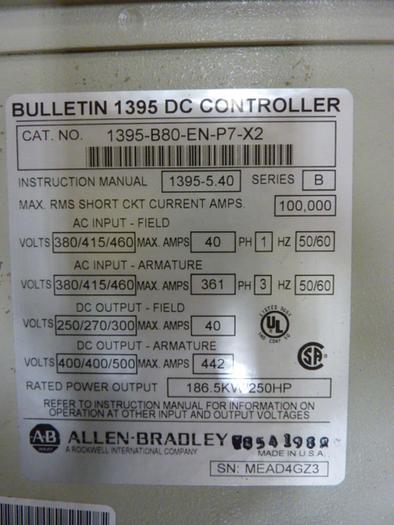 BULLETIN 1395 DC CONTROLLER
CAT. NO. 1395-B80-EN-P7-X2
INSTRUCTION MANUAL 1395-5.40 SERIES B
MAX. RMS SHORT CKT CURRENT AMPS. 100,000
AC INPUT - FIELD
VOLTS 380/415/460 MAX. AMPS 40 PH 1 HZ 50/60
AC INPUT - ARMATURE
VOLTS 380/415/460 MAX. AMPS 361 PH 3 HZ 50/60
DC OUTPUT - FIELD
VOLTS 250/270/300 MAX. AMPS 40
DC OUTPUT - ARMATURE
VOLTS 400/400/500 MAX. AMPS 442
LISTED
UL
SA
RATED POWER OUTPUT 186.5KW/250HP
REFER TO INSTRUCTION MANUAL FOR INFORMATION ON
OPERATION AT OTHER INPUT AND OUTPUT VOLTAGES
A-B ALLEN-BRADLEY
A ROCKWELL INTERNATIONAL COMPANY
MADE IN U.S.A.
SN: MEAD4GZ3